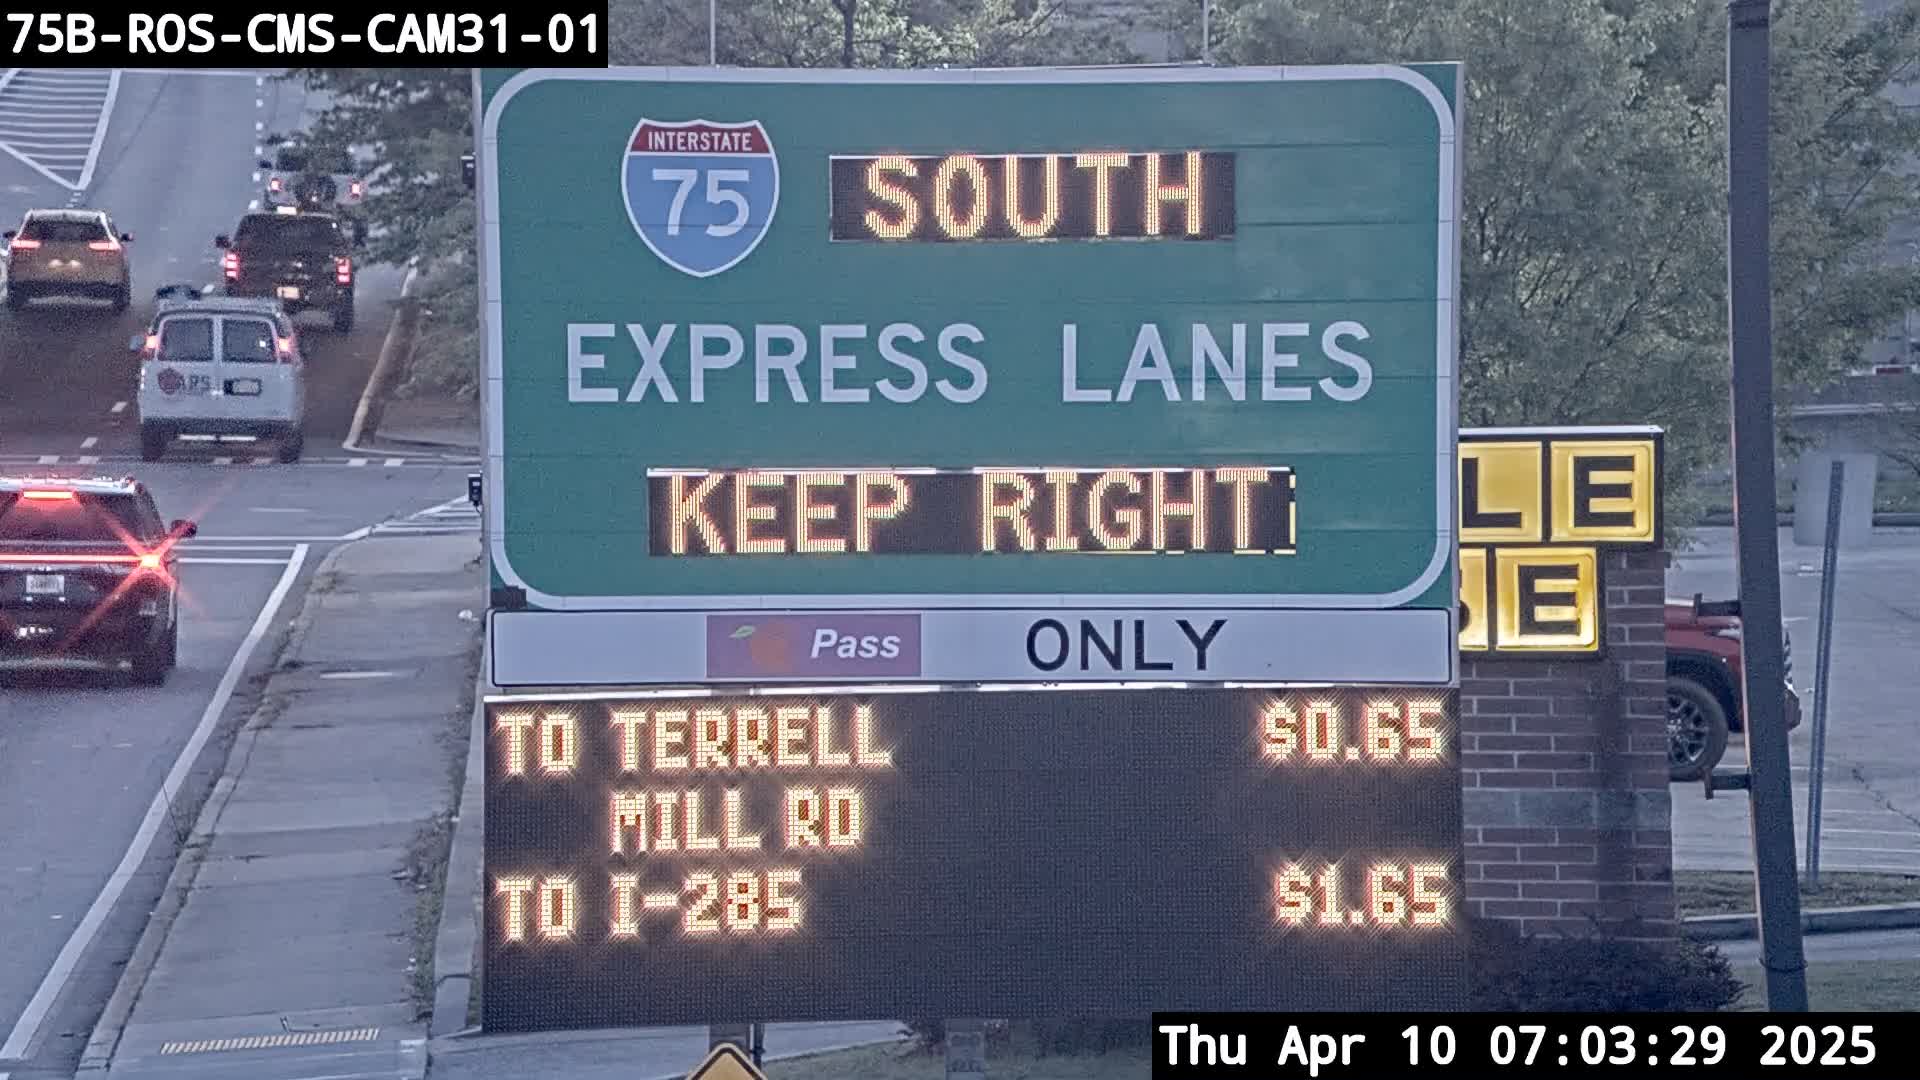 75B-ROS-CMS-CAM31-01
INTERSTATE
75
SOUTH
EXPRESS LANES
KEEP RIGHT
Pass ONLY
TO TERRELL $0.65
MILL RD
TO I-285 $1.65
LE
E
Thu Apr 10 07:03:29 2025